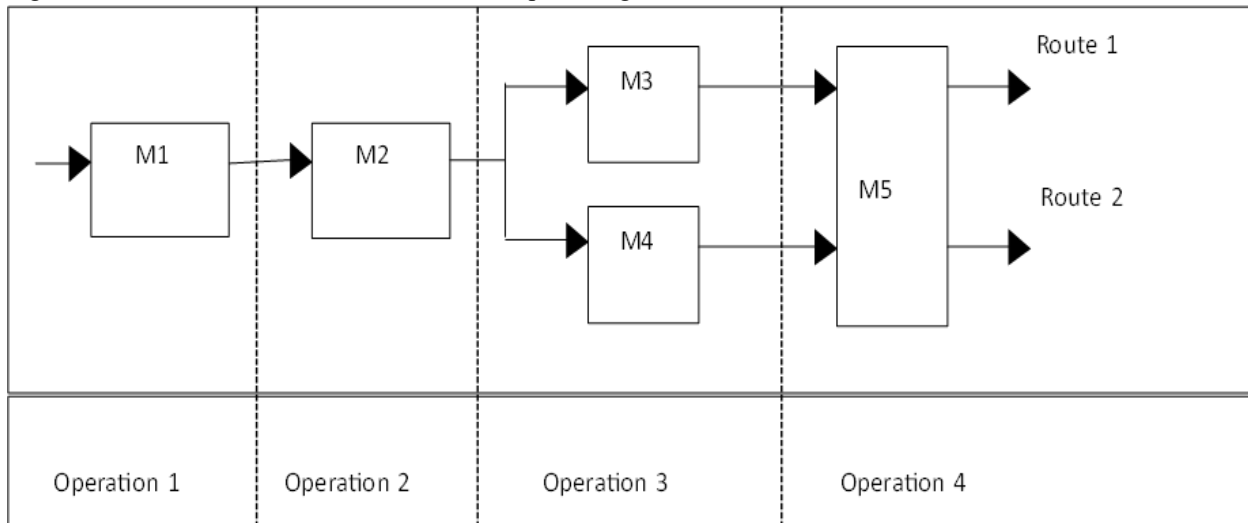 Route 1
M3
M1
M2
M5
Route 2
M4
Operation 1
Operation 2
Operation 3
Operation 4